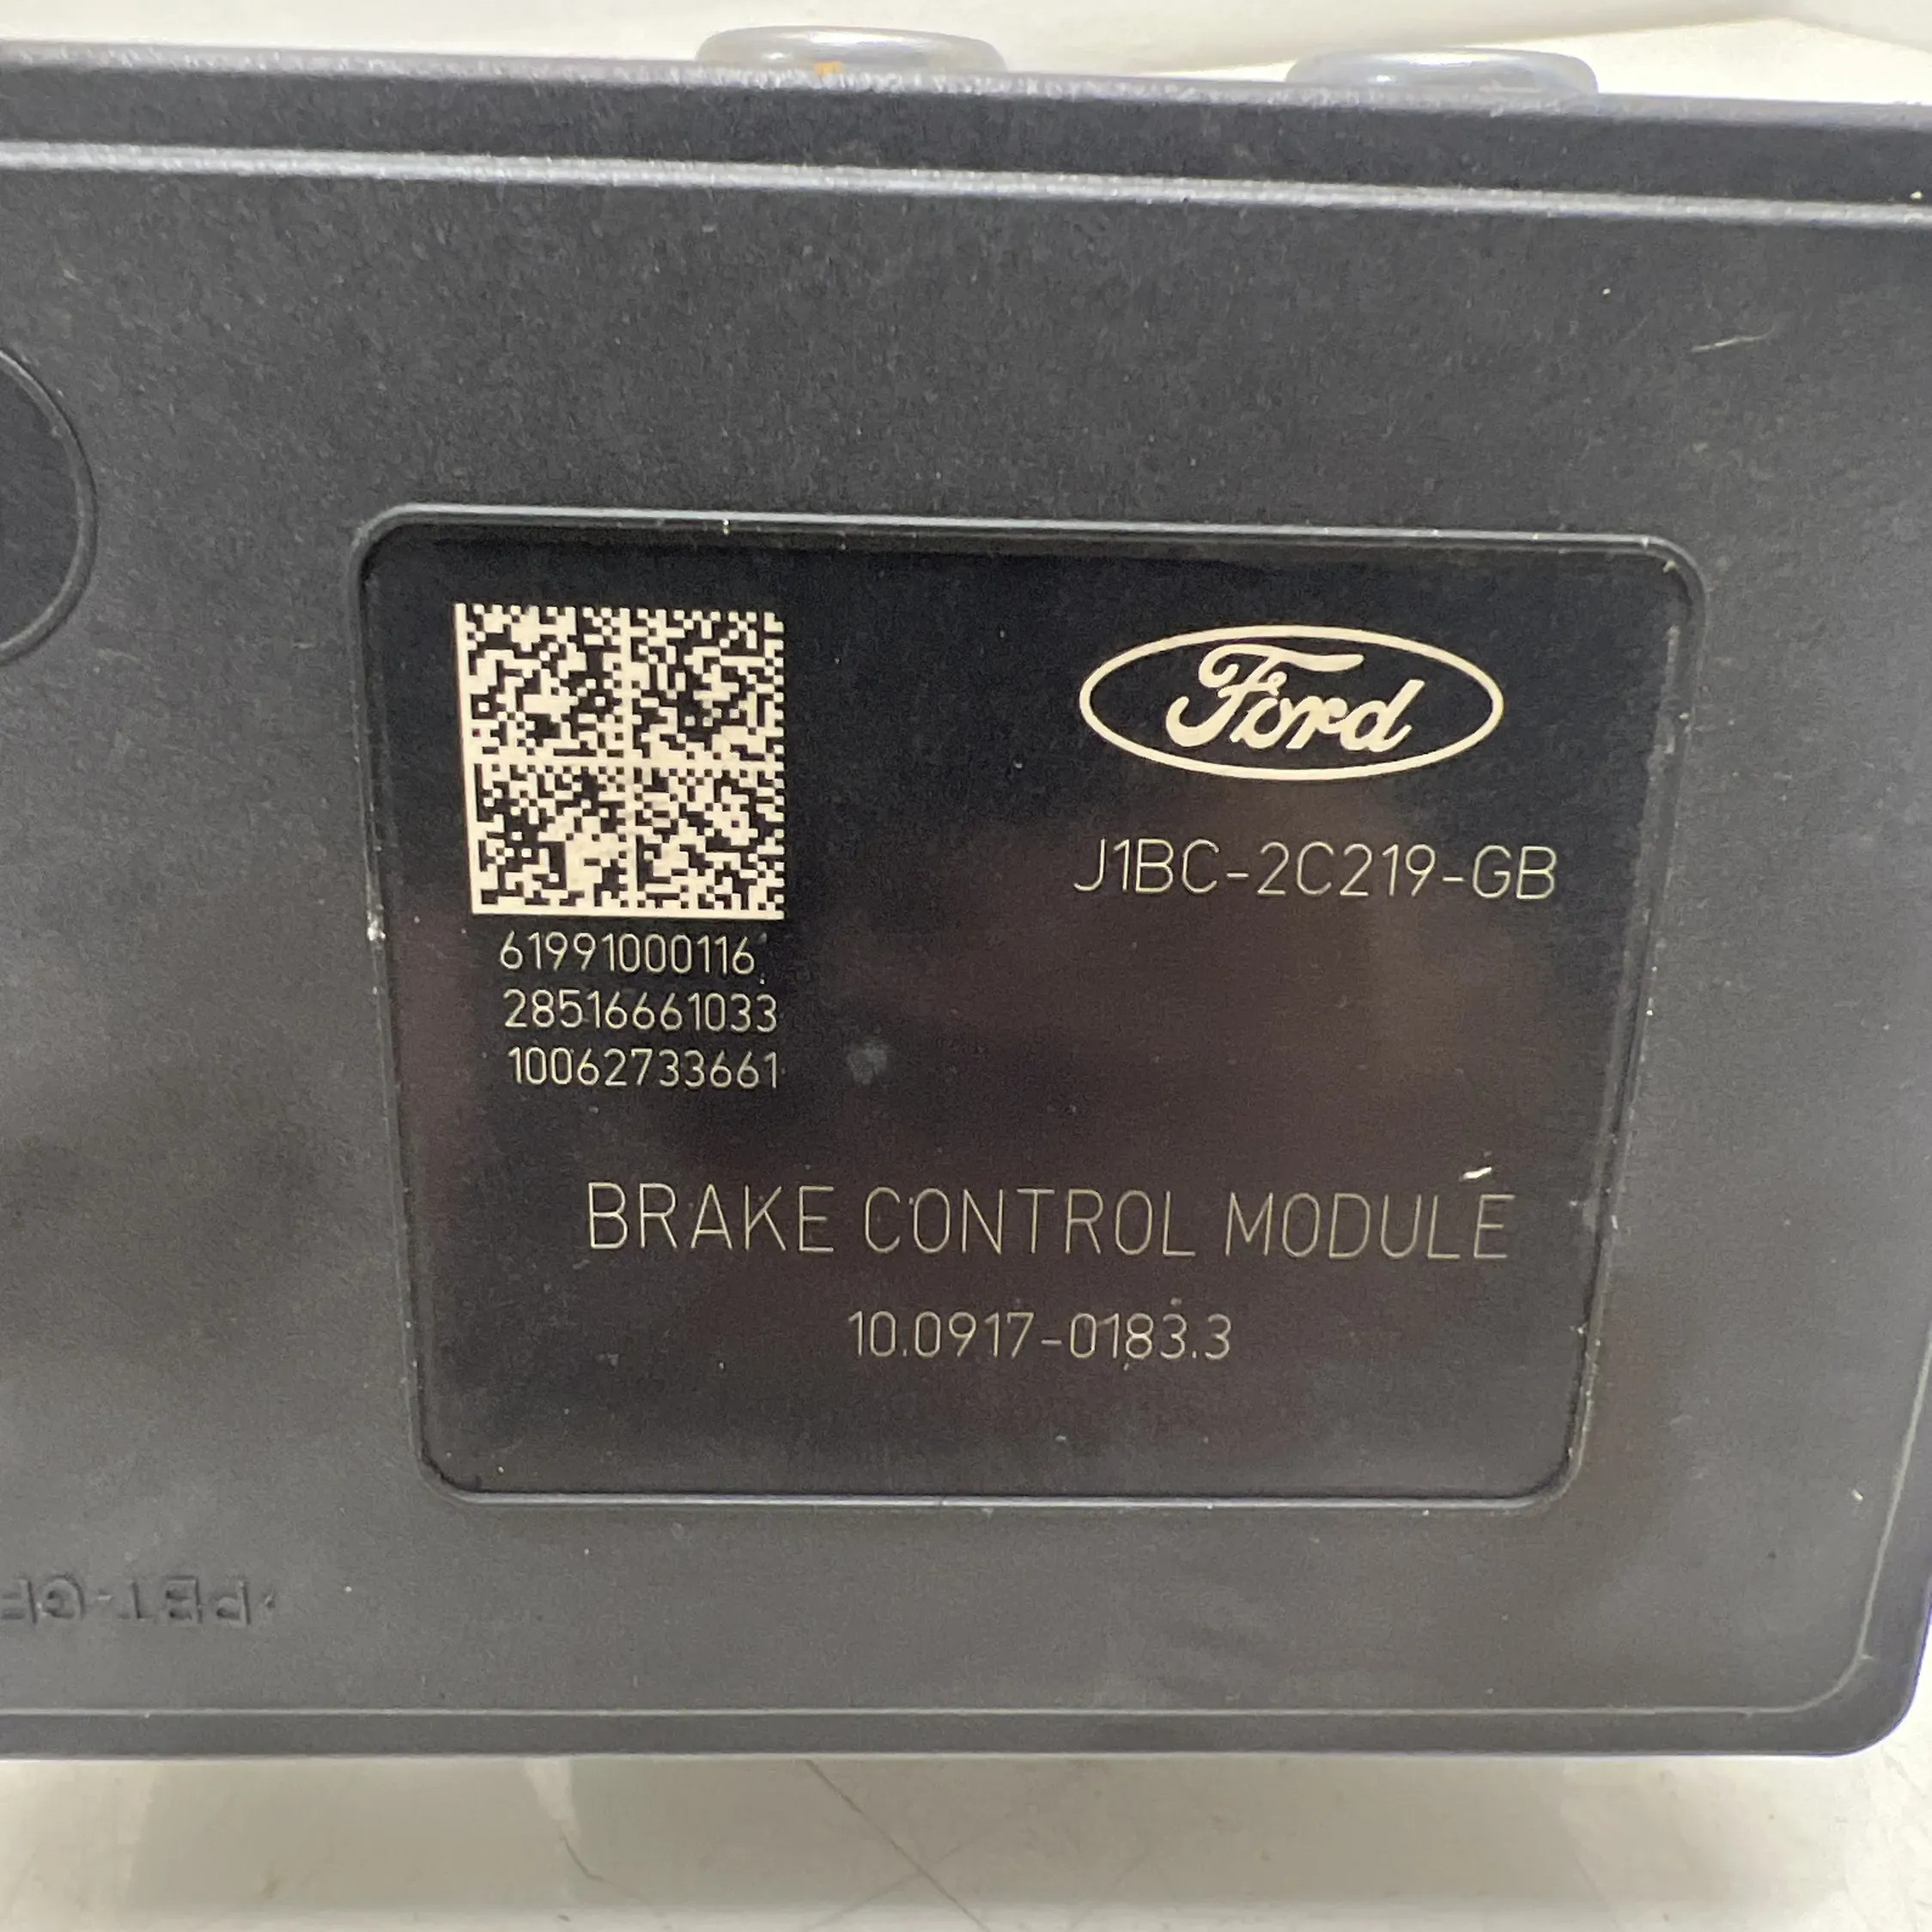 Ford
J1BC-2C219-GB
61991000116
28516661033
10062733661
BRAKE CONTROL MODULE
10.0917-0183.3